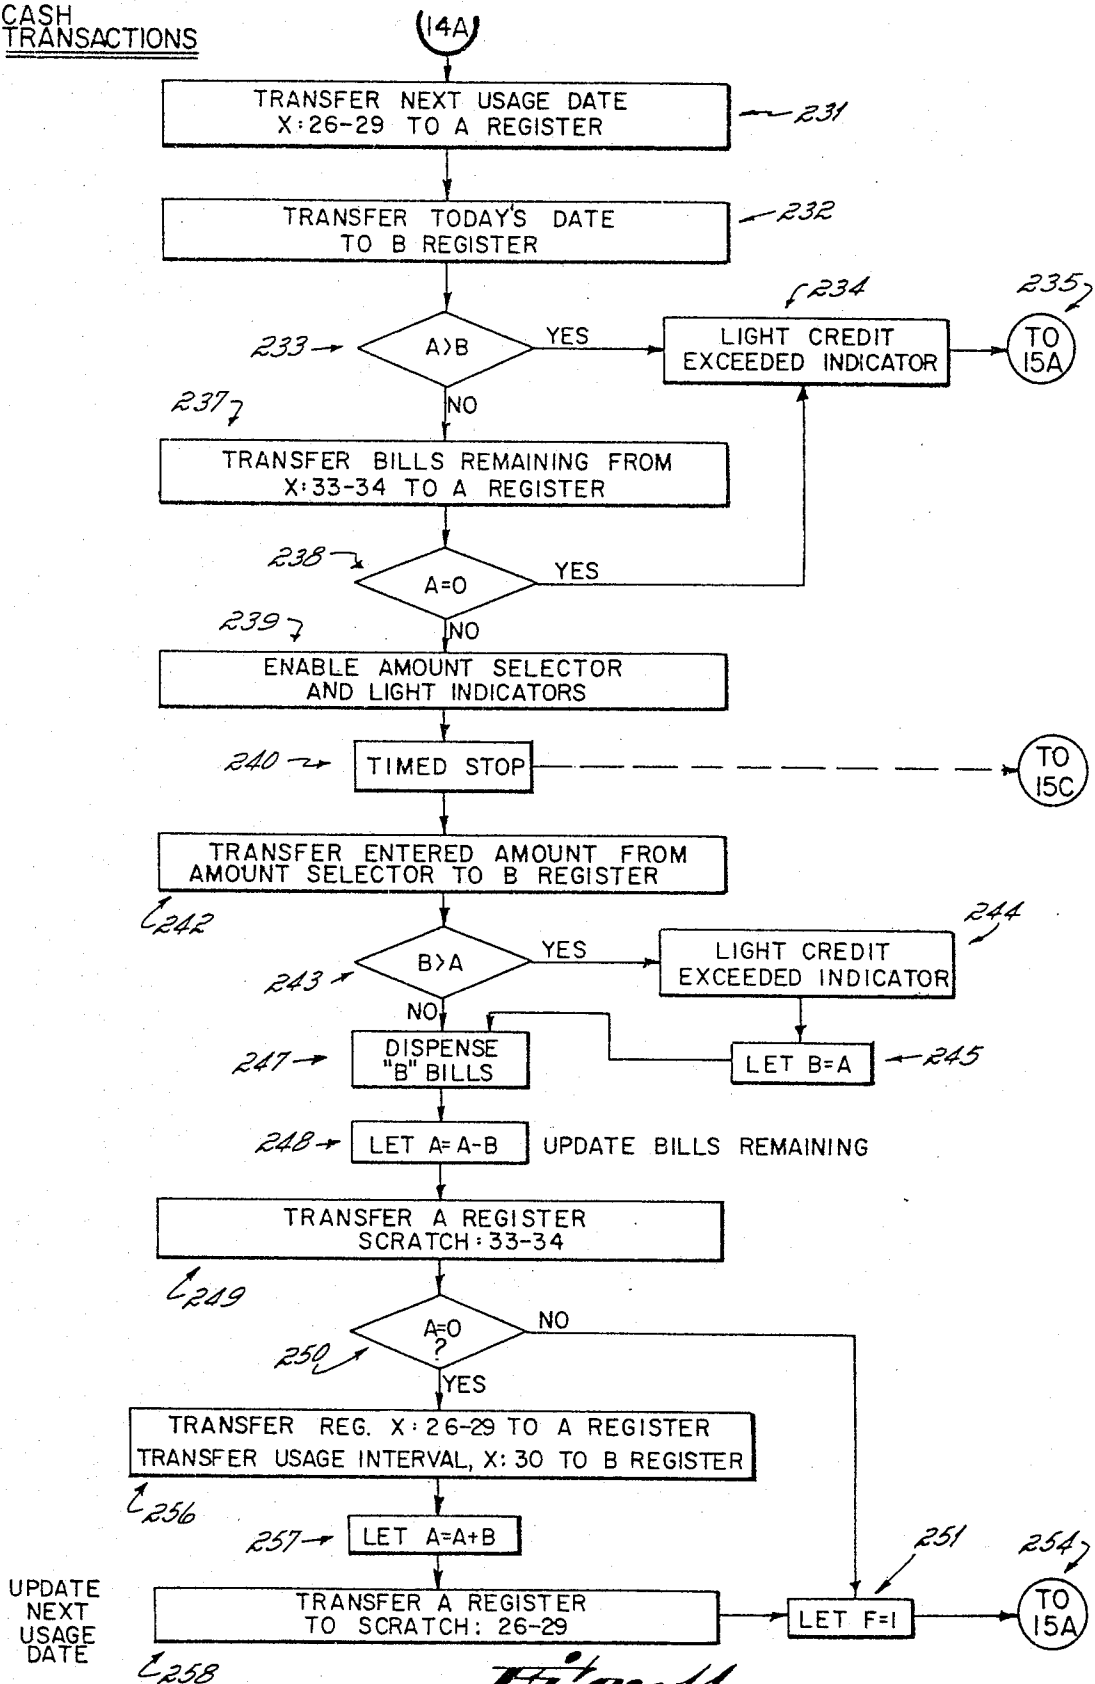 CASH
TRANSACTIONS
14A
TRANSFER NEXT USAGE DATE
X:26-29 TO A REGISTER
231
TRANSFER TODAY'S DATE
TO B REGISTER
232
233
A>B
YES
234
LIGHT CREDIT
EXCEEDED INDICATOR
235
TO
15A
NO
237
TRANSFER BILLS REMAINING FROM
X:33-34 TO A REGISTER
238
A=O
YES
NO
239
ENABLE AMOUNT SELECTOR
AND LIGHT INDICATORS
240
TIMED STOP
TO
15C
TRANSFER ENTERED AMOUNT FROM
AMOUNT SELECTOR TO B REGISTER
242
243
B>A
YES
244
LIGHT CREDIT
EXCEEDED INDICATOR
NO
247
DISPENSE
"B" BILLS
LET B=A
245
248
LET A=A-B
UPDATE BILLS REMAINING
TRANSFER A REGISTER
SCRATCH:33-34
249
250
A=O
?
NO
YES
TRANSFER REG. X:26-29 TO A REGISTER
TRANSFER USAGE INTERVAL, X:30 TO B REGISTER
256
257
LET A=A+B
251
254
UPDATE
NEXT
USAGE
DATE
TRANSFER A REGISTER
TO SCRATCH: 26-29
LET F=1
TO
15A
258